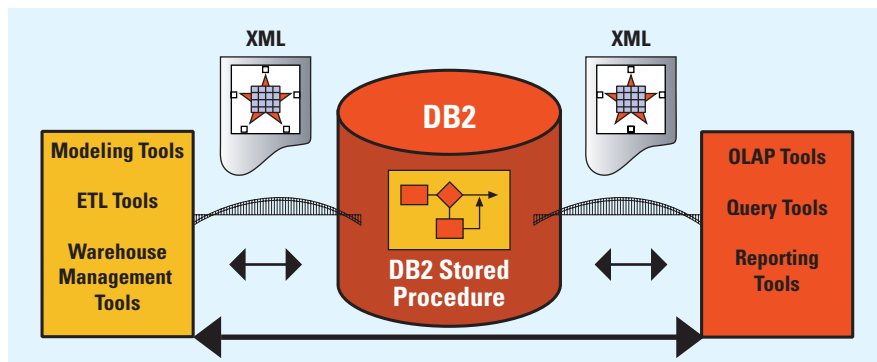 XML
XML
DB2
Modeling Tools
ETL Tools
Warehouse
Management
Tools
DB2 Stored
Procedure
OLAP Tools
Query Tools
Reporting
Tools